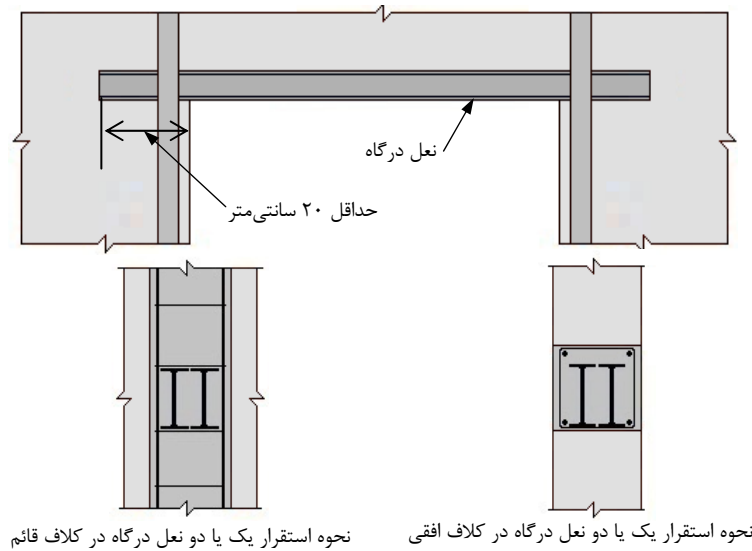 نعل درگاه
حداقل ۲۰ سانتی‌متر
نحوه استقرار یک یا دو نعل درگاه در کلاف افقی
نحوه استقرار یک یا دو نعل درگاه در کلاف قائم